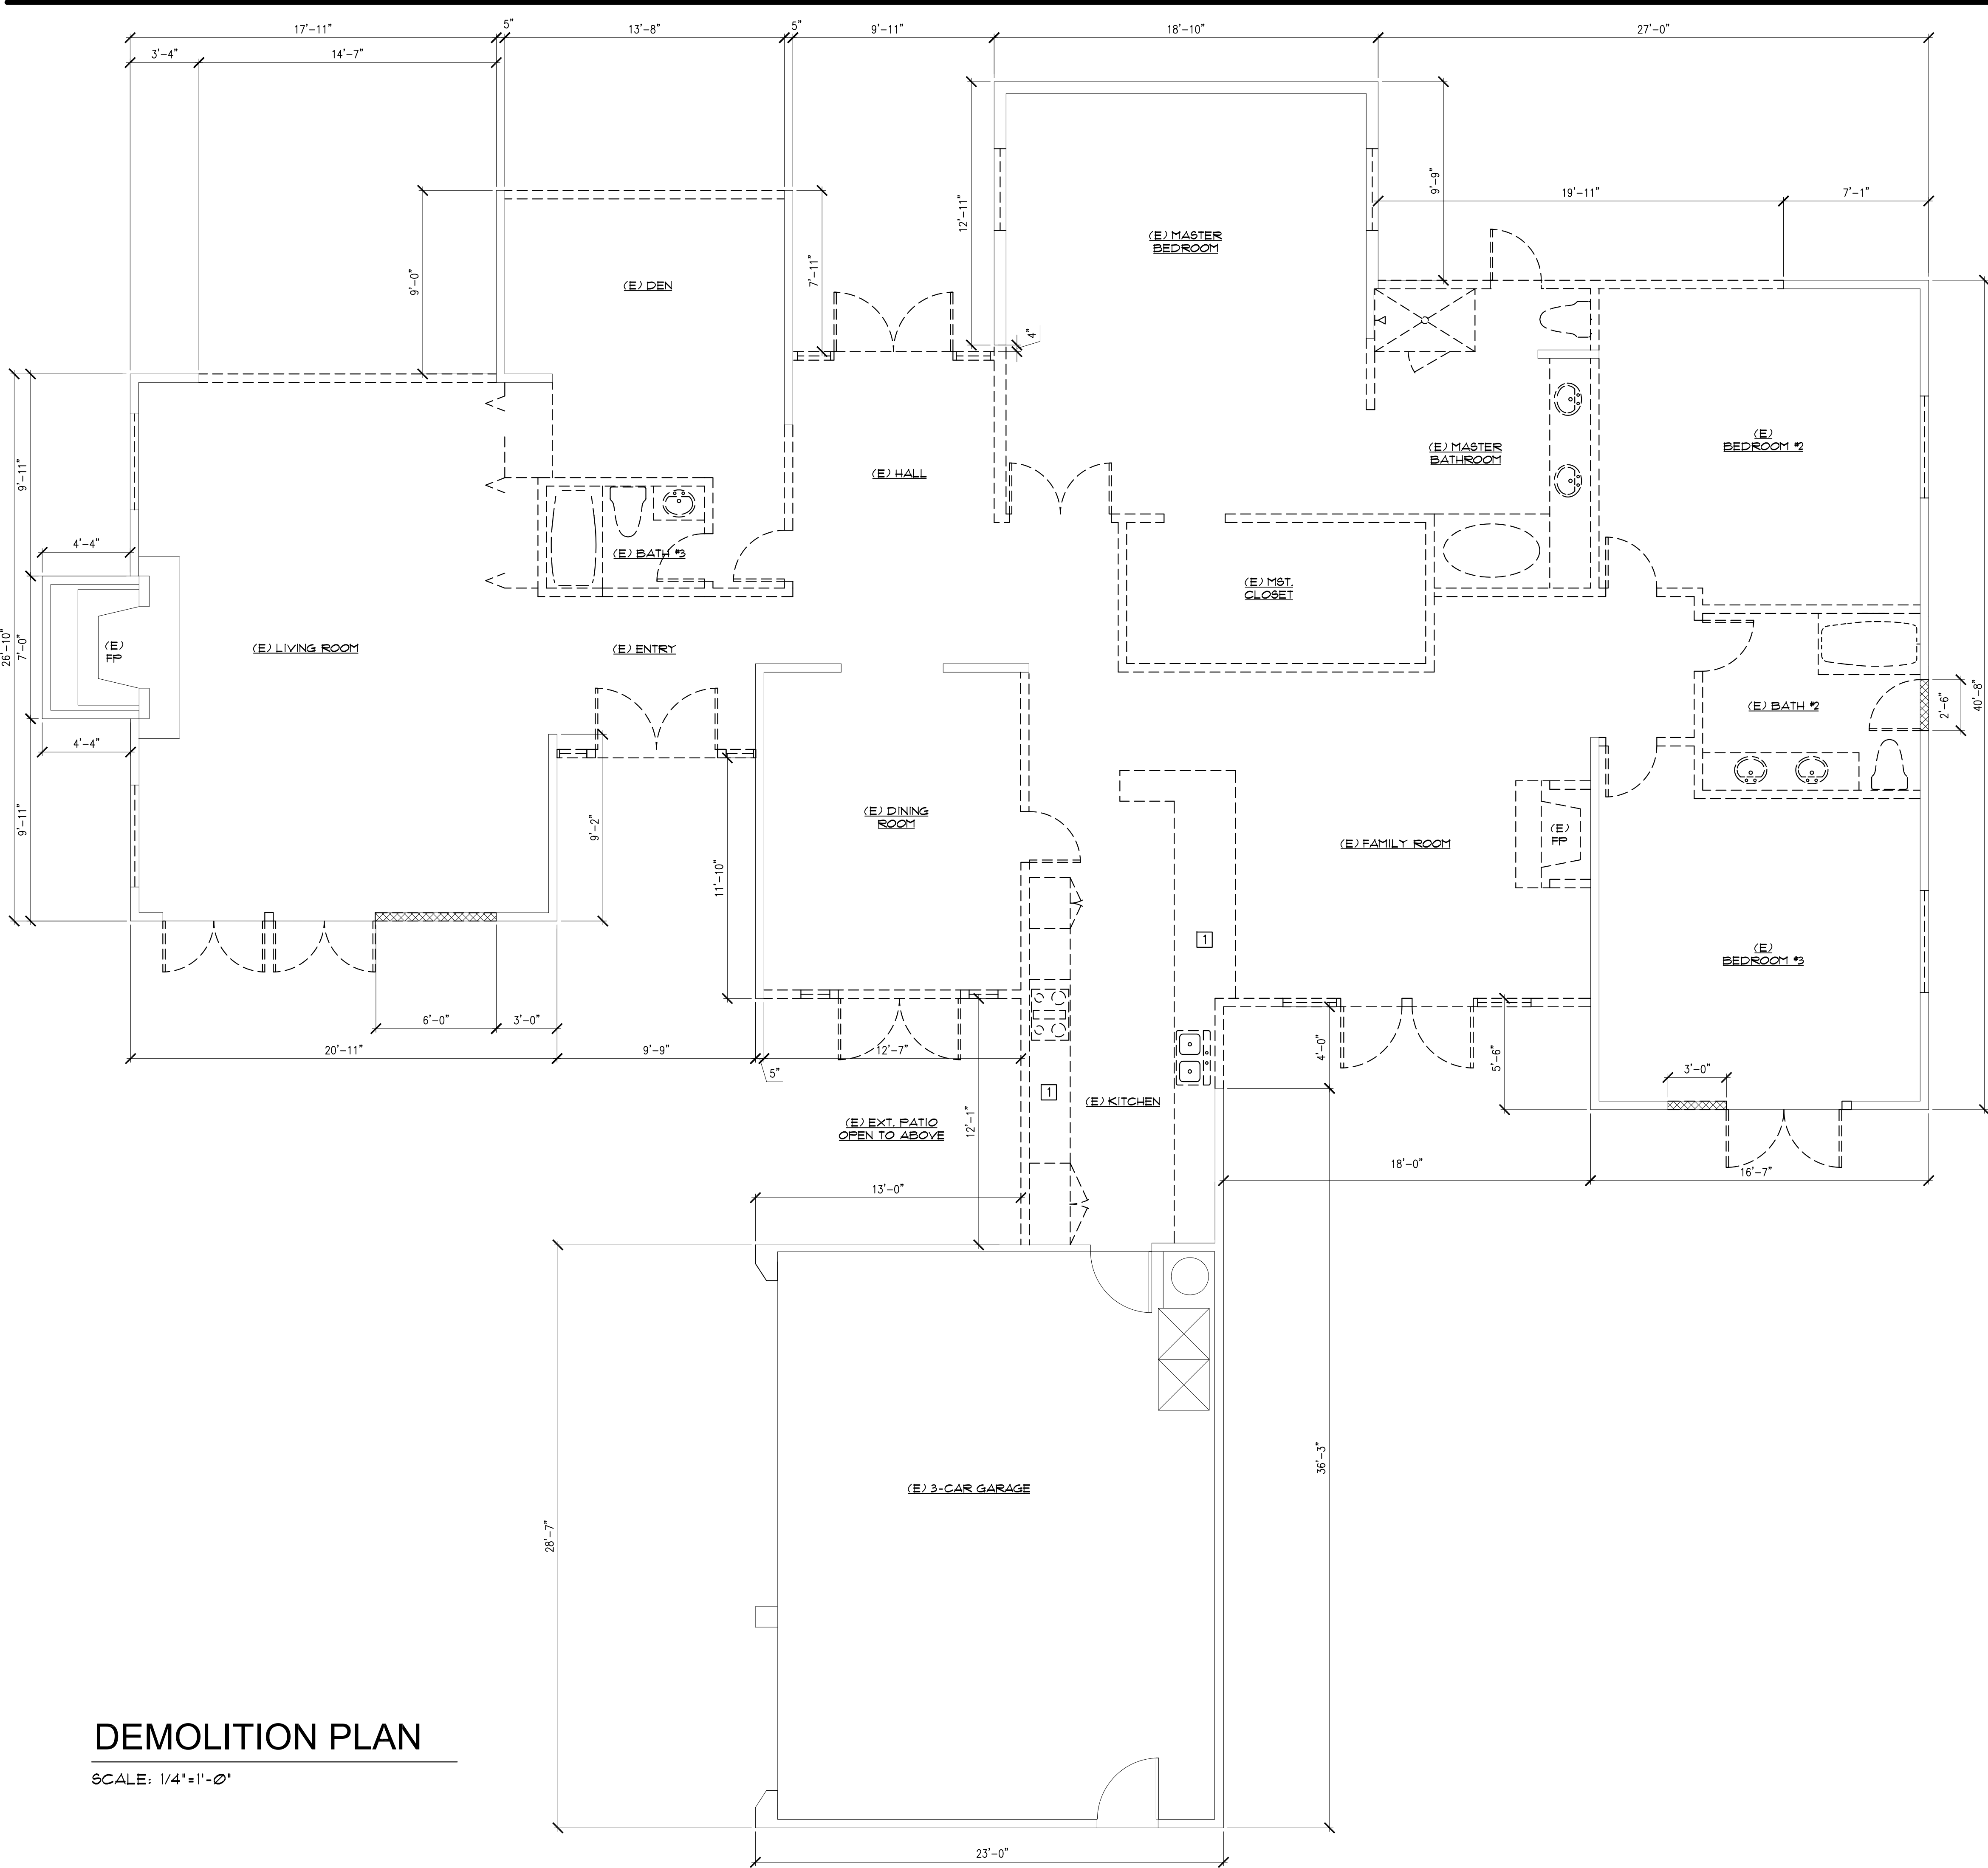 17'-11"
5"
13'-8"
5"
9'-11"
18'-10"
27'-0"
3'-4"
14'-7"
9'-9"
19'-11"
7'-1"
12'-11"
(E) MASTER
BEDROOM
9'-0"
7'-11"
(E) DEN
4"
9'-11"
(E) HALL
(E) MASTER
BATHROOM
(E)
BEDROOM #2
4'-4"
(E) BATH #3
(E) MST.
CLOSET
26'-10"
7'-0"
(E)
FP
(E) LIVING ROOM
(E) ENTRY
(E) BATH #2
2'-6"
40'-8"
4'-4"
9'-11"
9'-2"
(E) DINING
ROOM
(E) FAMILY ROOM
(E)
FP
11'-10"
1
(E)
BEDROOM #3
6'-0"
3'-0"
20'-11"
9'-9"
12'-7"
5"
4'-0"
5'-6"
3'-0"
1
(E) KITCHEN
(E) EXT. PATIO
OPEN TO ABOVE
12'-1"
18'-0"
16'-7"
13'-0"
36'-3"
(E) 3-CAR GARAGE
28'-7"
DEMOLITION PLAN
SCALE: 1/4"=1'-0"
23'-0"